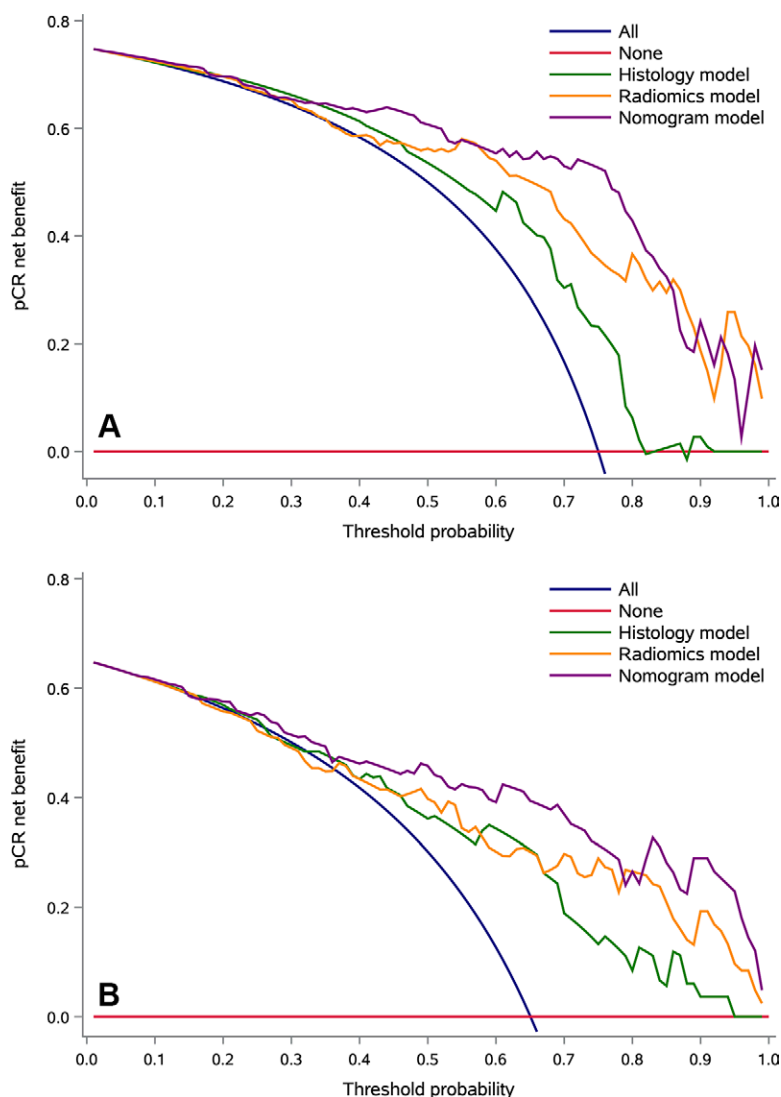 0.8
0.6
0.4
0.2
0.0
pCR net benefit
All
None
Histology model
Radiomics model
Nomogram model
A
0.0 0.1 0.2 0.3 0.4 0.5 0.6 0.7 0.8 0.9 1.0
Threshold probability
0.8
0.6
0.4
0.2
0.0
pCR net benefit
All
None
Histology model
Radiomics model
Nomogram model
B
0.0 0.1 0.2 0.3 0.4 0.5 0.6 0.7 0.8 0.9 1.0
Threshold probability